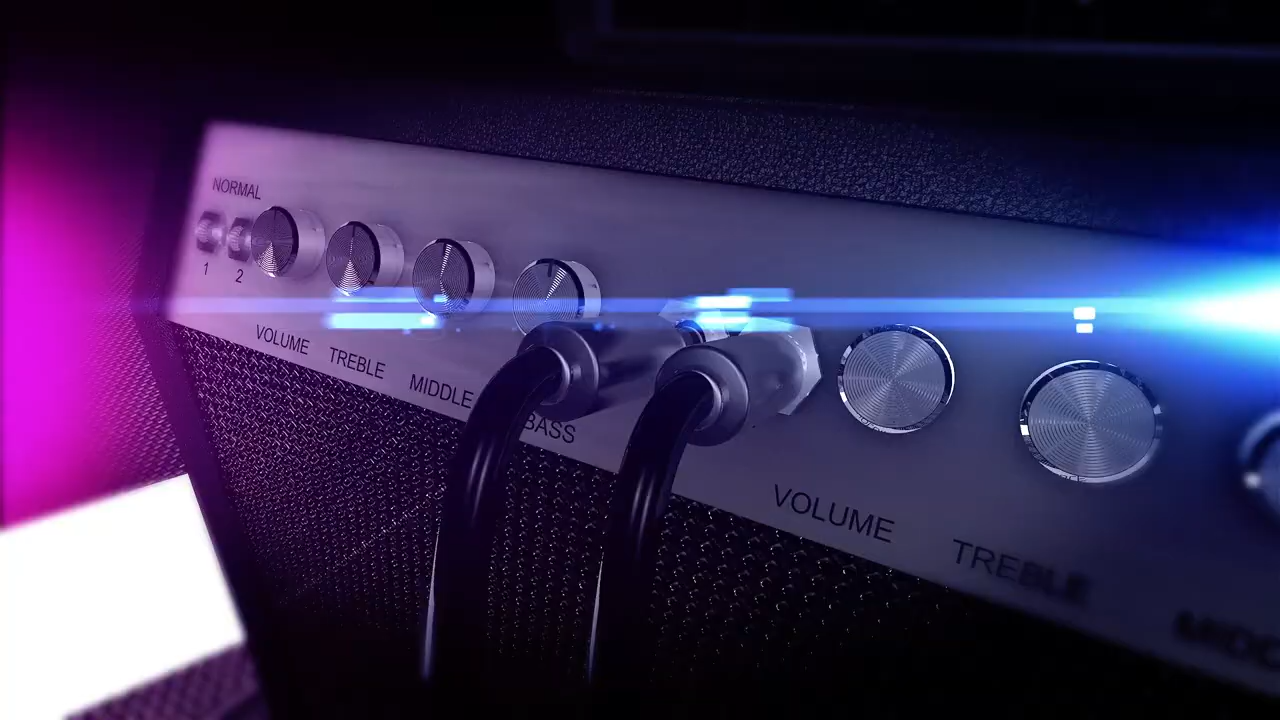 NORMAL
1 2
VOLUME
TREBLE
MIDDLE
BASS
VOLUME
TREBLE